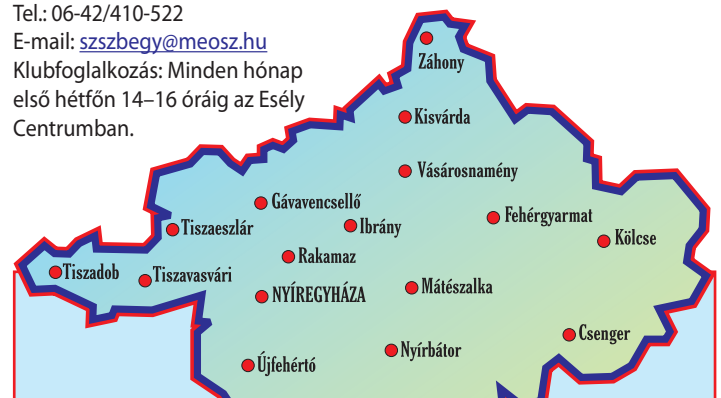 Tel.: 06-42/410-522
E-mail: szszbegy@meosz.hu
Klubfoglalkozás: Minden hónap
első hétfőn 14–16 óráig az Esély
Centrumban.
Záhony
Kisvárda
Vásárosnamény
Gávavencsellő
Fehérgyarmat
Tiszaeszlár
Ibrány
Kölcse
Rakamaz
Tiszadob
Tiszavasvári
Mátészalka
NYÍREGYHÁZA
Csenger
Nyírbátor
Újfehértó